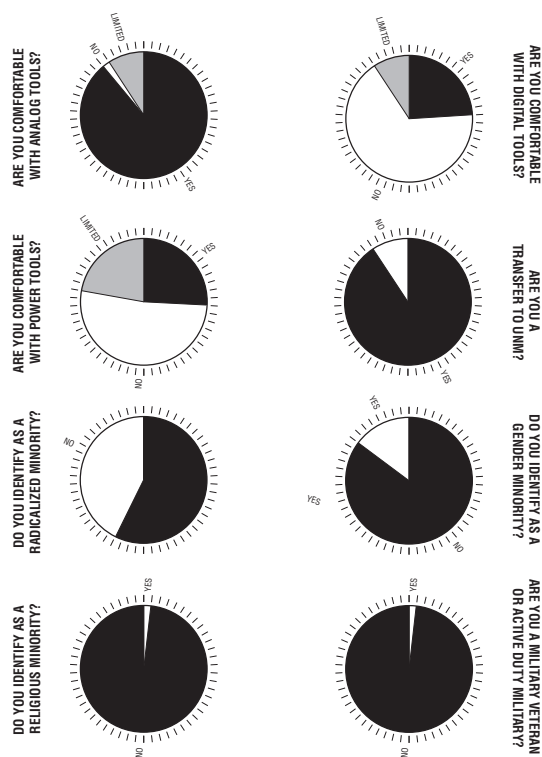 ARE YOU COMFORTABLE
WITH ANALOG TOOLS?
LIMITED
NO
YES
ARE YOU COMFORTABLE
WITH DIGITAL TOOLS?
LIMITED
YES
NO
ARE YOU COMFORTABLE
WITH POWER TOOLS?
LIMITED
YES
NO
ARE YOU A
TRANSFER TO UNM?
NO
YES
DO YOU IDENTIFY AS A
RADICALIZED MINORITY?
NO
YES
DO YOU IDENTIFY AS A
GENDER MINORITY?
YES
NO
DO YOU IDENTIFY AS A
RELIGIOUS MINORITY?
YES
NO
ARE YOU A MILITARY VETERAN
OR ACTIVE DUTY MILITARY?
YES
NO